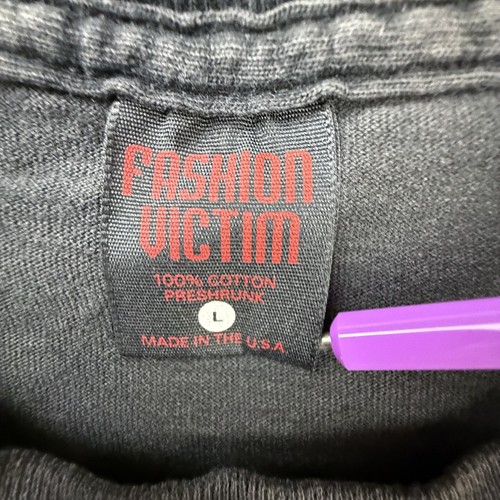 FASHION
VICTIM
100% COTTON
PRESHRUNK
L
MADE IN THE U.S.A.